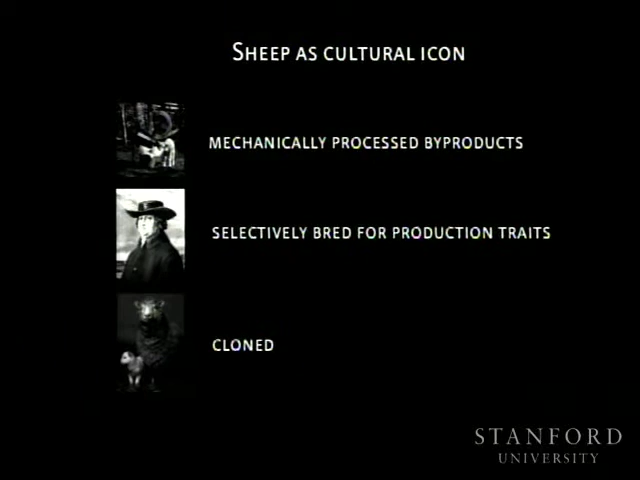 SHEEP AS CULTURAL ICON
MECHANICALLY PROCESSED BYPRODUCTS
SELECTIVELY BRED FOR PRODUCTION TRAITS
CLONED
STANFORD
UNIVERSITY